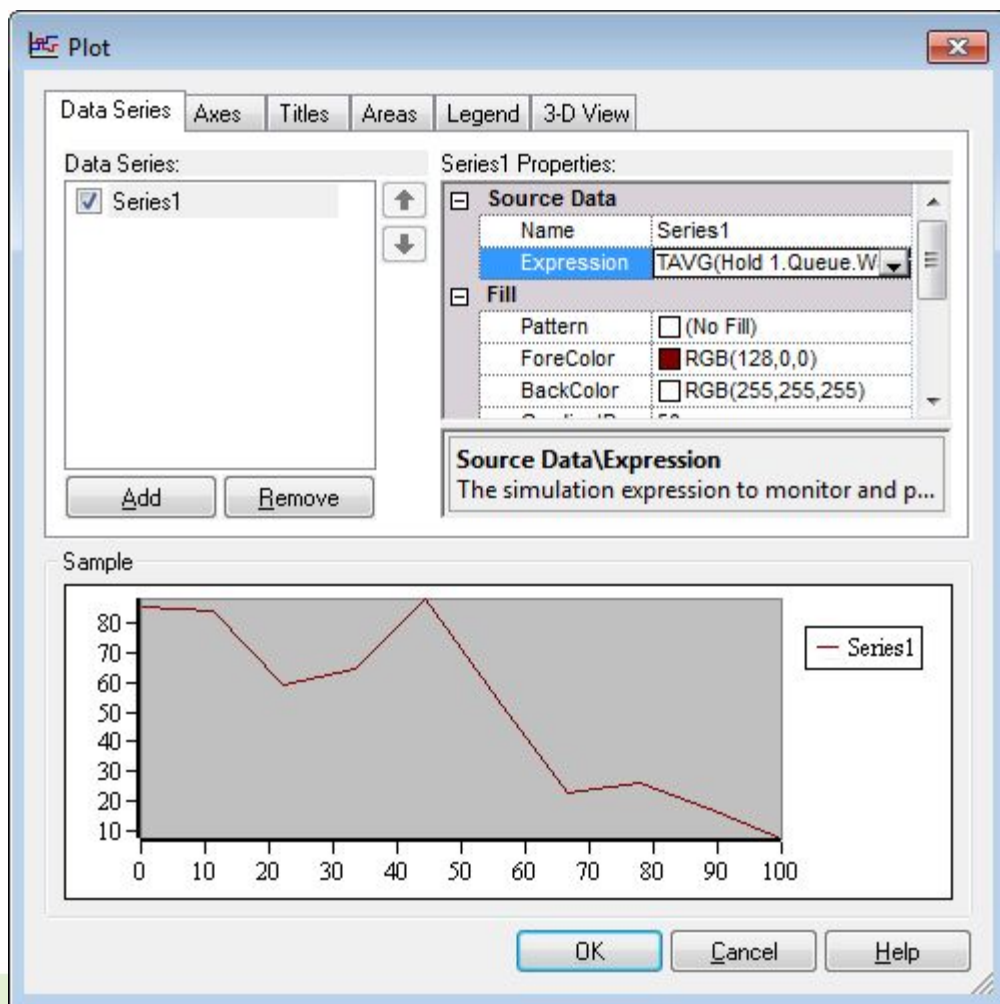 Plot
Data Series Axes Titles Areas Legend 3-D View
Data Series:
Series1
Add Remove
Series1 Properties:
Source Data
Name Series1
Expression TAVG(Hold 1.Queue.W
Fill
Pattern (No Fill)
ForeColor RGB(128,0,0)
BackColor RGB(255,255,255)
Source Data\Expression
The simulation expression to monitor and p...
Sample
80
70
60
50
40
30
20
10
0 10 20 30 40 50 60 70 80 90 100
Series1
OK Cancel Help